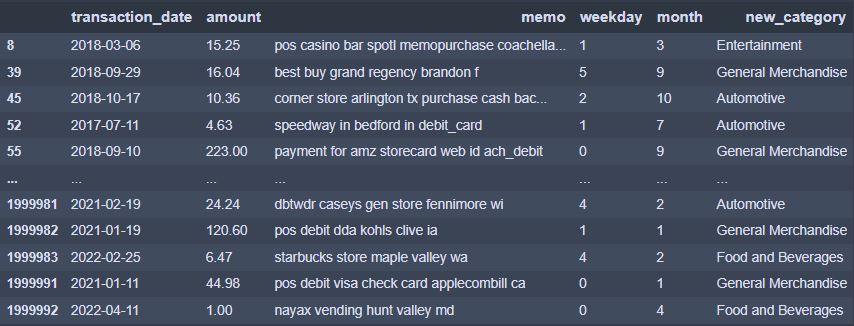 transaction_date amount memo weekday month new_category
8 2018-03-06 15.25 pos casino bar spotl memopurchase coachella... 1 3 Entertainment
39 2018-09-29 16.04 best buy grand regency brandon f 5 9 General Merchandise
45 2018-10-17 10.36 corner store arlington tx purchase cash bac... 2 10 Automotive
52 2017-07-11 4.63 speedway in bedford in debit_card 1 7 Automotive
55 2018-09-10 223.00 payment for amz storecard web id ach_debit 0 9 General Merchandise
... ... ... ... ... ... ...
1999981 2021-02-19 24.24 dbtwdr caseys gen store fennimore wi 4 2 Automotive
1999982 2021-01-19 120.60 pos debit dda kohls clive ia 1 1 General Merchandise
1999983 2022-02-25 6.47 starbucks store maple valley wa 4 2 Food and Beverages
1999991 2021-01-11 44.98 pos debit visa check card applecombill ca 0 1 General Merchandise
1999992 2022-04-11 1.00 nayax vending hunt valley md 0 4 Food and Beverages